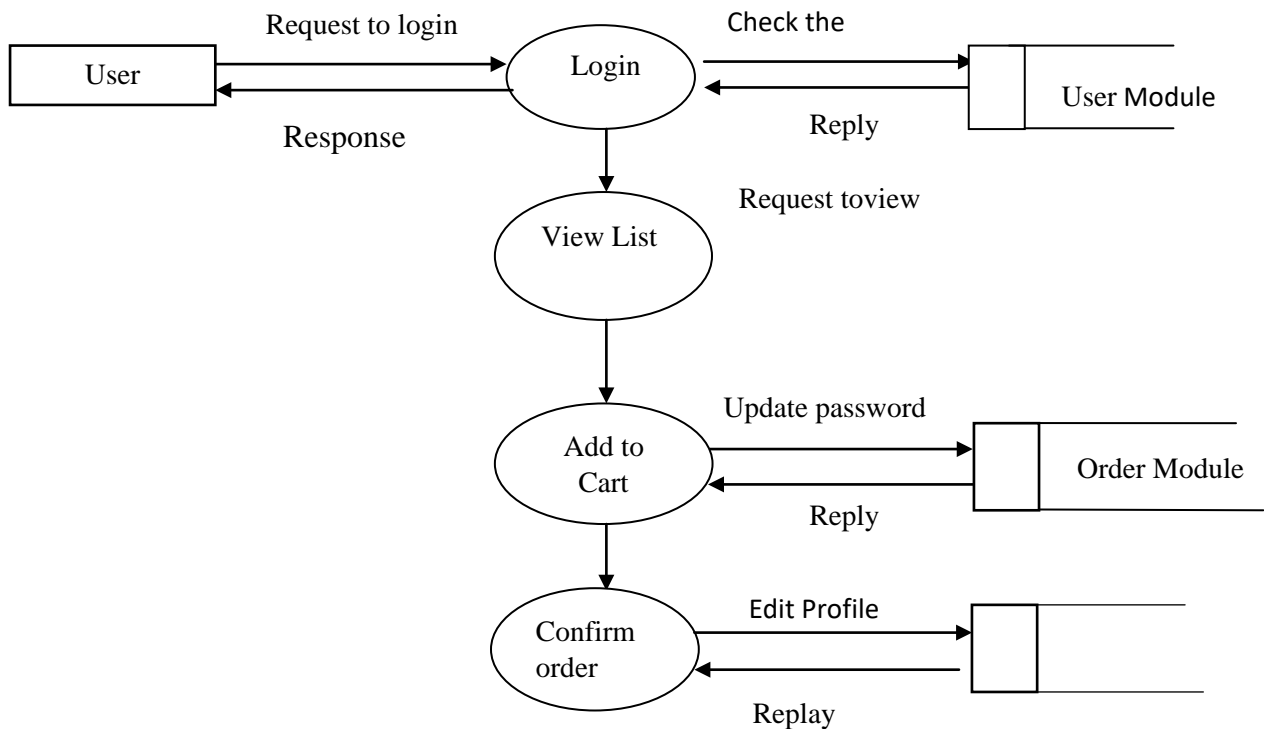 Request to login
Check the
User
Login
User Module
Response
Reply
Request toview
View List
Update password
Add to
Cart
Order Module
Reply
Edit Profile
Confirm
order
Replay